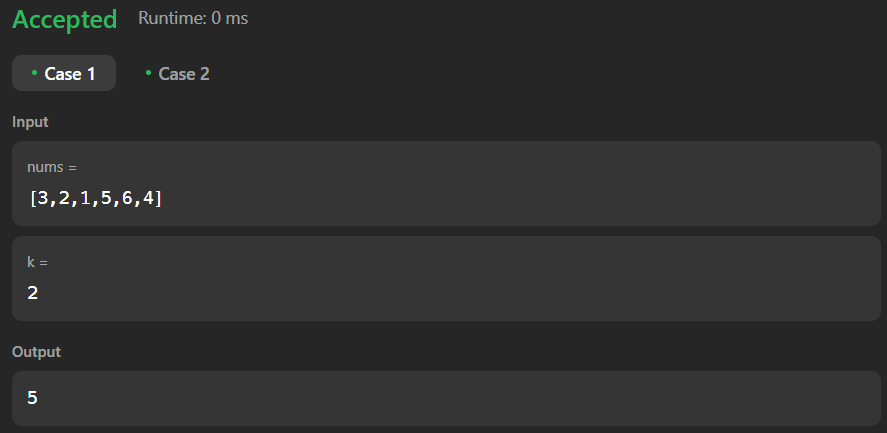 Accepted Runtime: 0 ms
Case 1 Case 2
Input
nums =
[3,2,1,5,6,4]
k =
2
Output
5